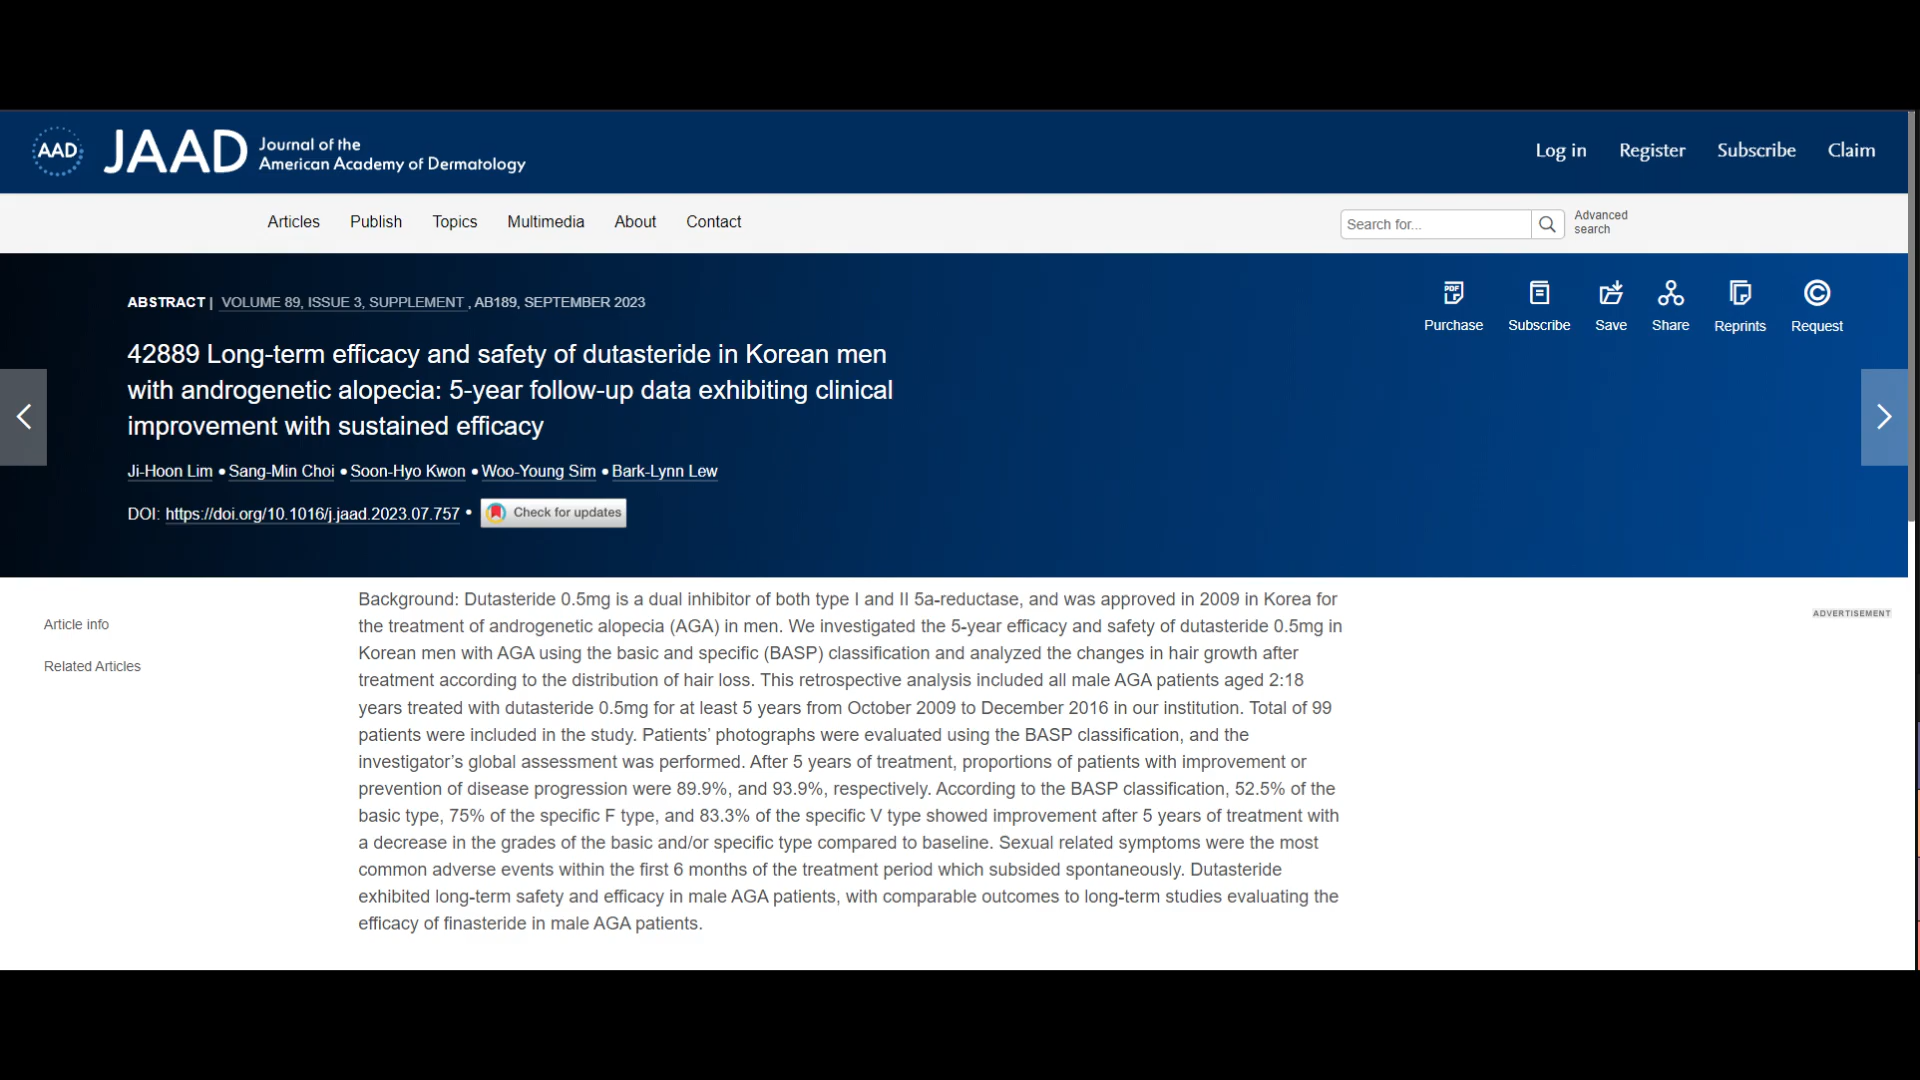 AAD JAAD Journal of the
American Academy of Dermatology
Log in Register Subscribe Claim
Articles Publish Topics Multimedia About Contact
Search for...
Advanced
search
ABSTRACT | VOLUME 89, ISSUE 3, SUPPLEMENT , AB189, SEPTEMBER 2023
PDF
Purchase Subscribe Save Share Reprints Request
42889 Long-term efficacy and safety of dutasteride in Korean men
with androgenetic alopecia: 5-year follow-up data exhibiting clinical
improvement with sustained efficacy
Ji-Hoon Lim • Sang-Min Choi • Soon-Hyo Kwon • Woo-Young Sim • Bark-Lynn Lew
DOI: https://doi.org/10.1016/j.jaad.2023.07.757 • Check for updates
Article info
Related Articles
Background: Dutasteride 0.5mg is a dual inhibitor of both type I and II 5a-reductase, and was approved in 2009 in Korea for
the treatment of androgenetic alopecia (AGA) in men. We investigated the 5-year efficacy and safety of dutasteride 0.5mg in
Korean men with AGA using the basic and specific (BASP) classification and analyzed the changes in hair growth after
treatment according to the distribution of hair loss. This retrospective analysis included all male AGA patients aged 2:18
years treated with dutasteride 0.5mg for at least 5 years from October 2009 to December 2016 in our institution. Total of 99
patients were included in the study. Patients’ photographs were evaluated using the BASP classification, and the
investigator’s global assessment was performed. After 5 years of treatment, proportions of patients with improvement or
prevention of disease progression were 89.9%, and 93.9%, respectively. According to the BASP classification, 52.5% of the
basic type, 75% of the specific F type, and 83.3% of the specific V type showed improvement after 5 years of treatment with
a decrease in the grades of the basic and/or specific type compared to baseline. Sexual related symptoms were the most
common adverse events within the first 6 months of the treatment period which subsided spontaneously. Dutasteride
exhibited long-term safety and efficacy in male AGA patients, with comparable outcomes to long-term studies evaluating the
efficacy of finasteride in male AGA patients.
ADVERTISEMENT